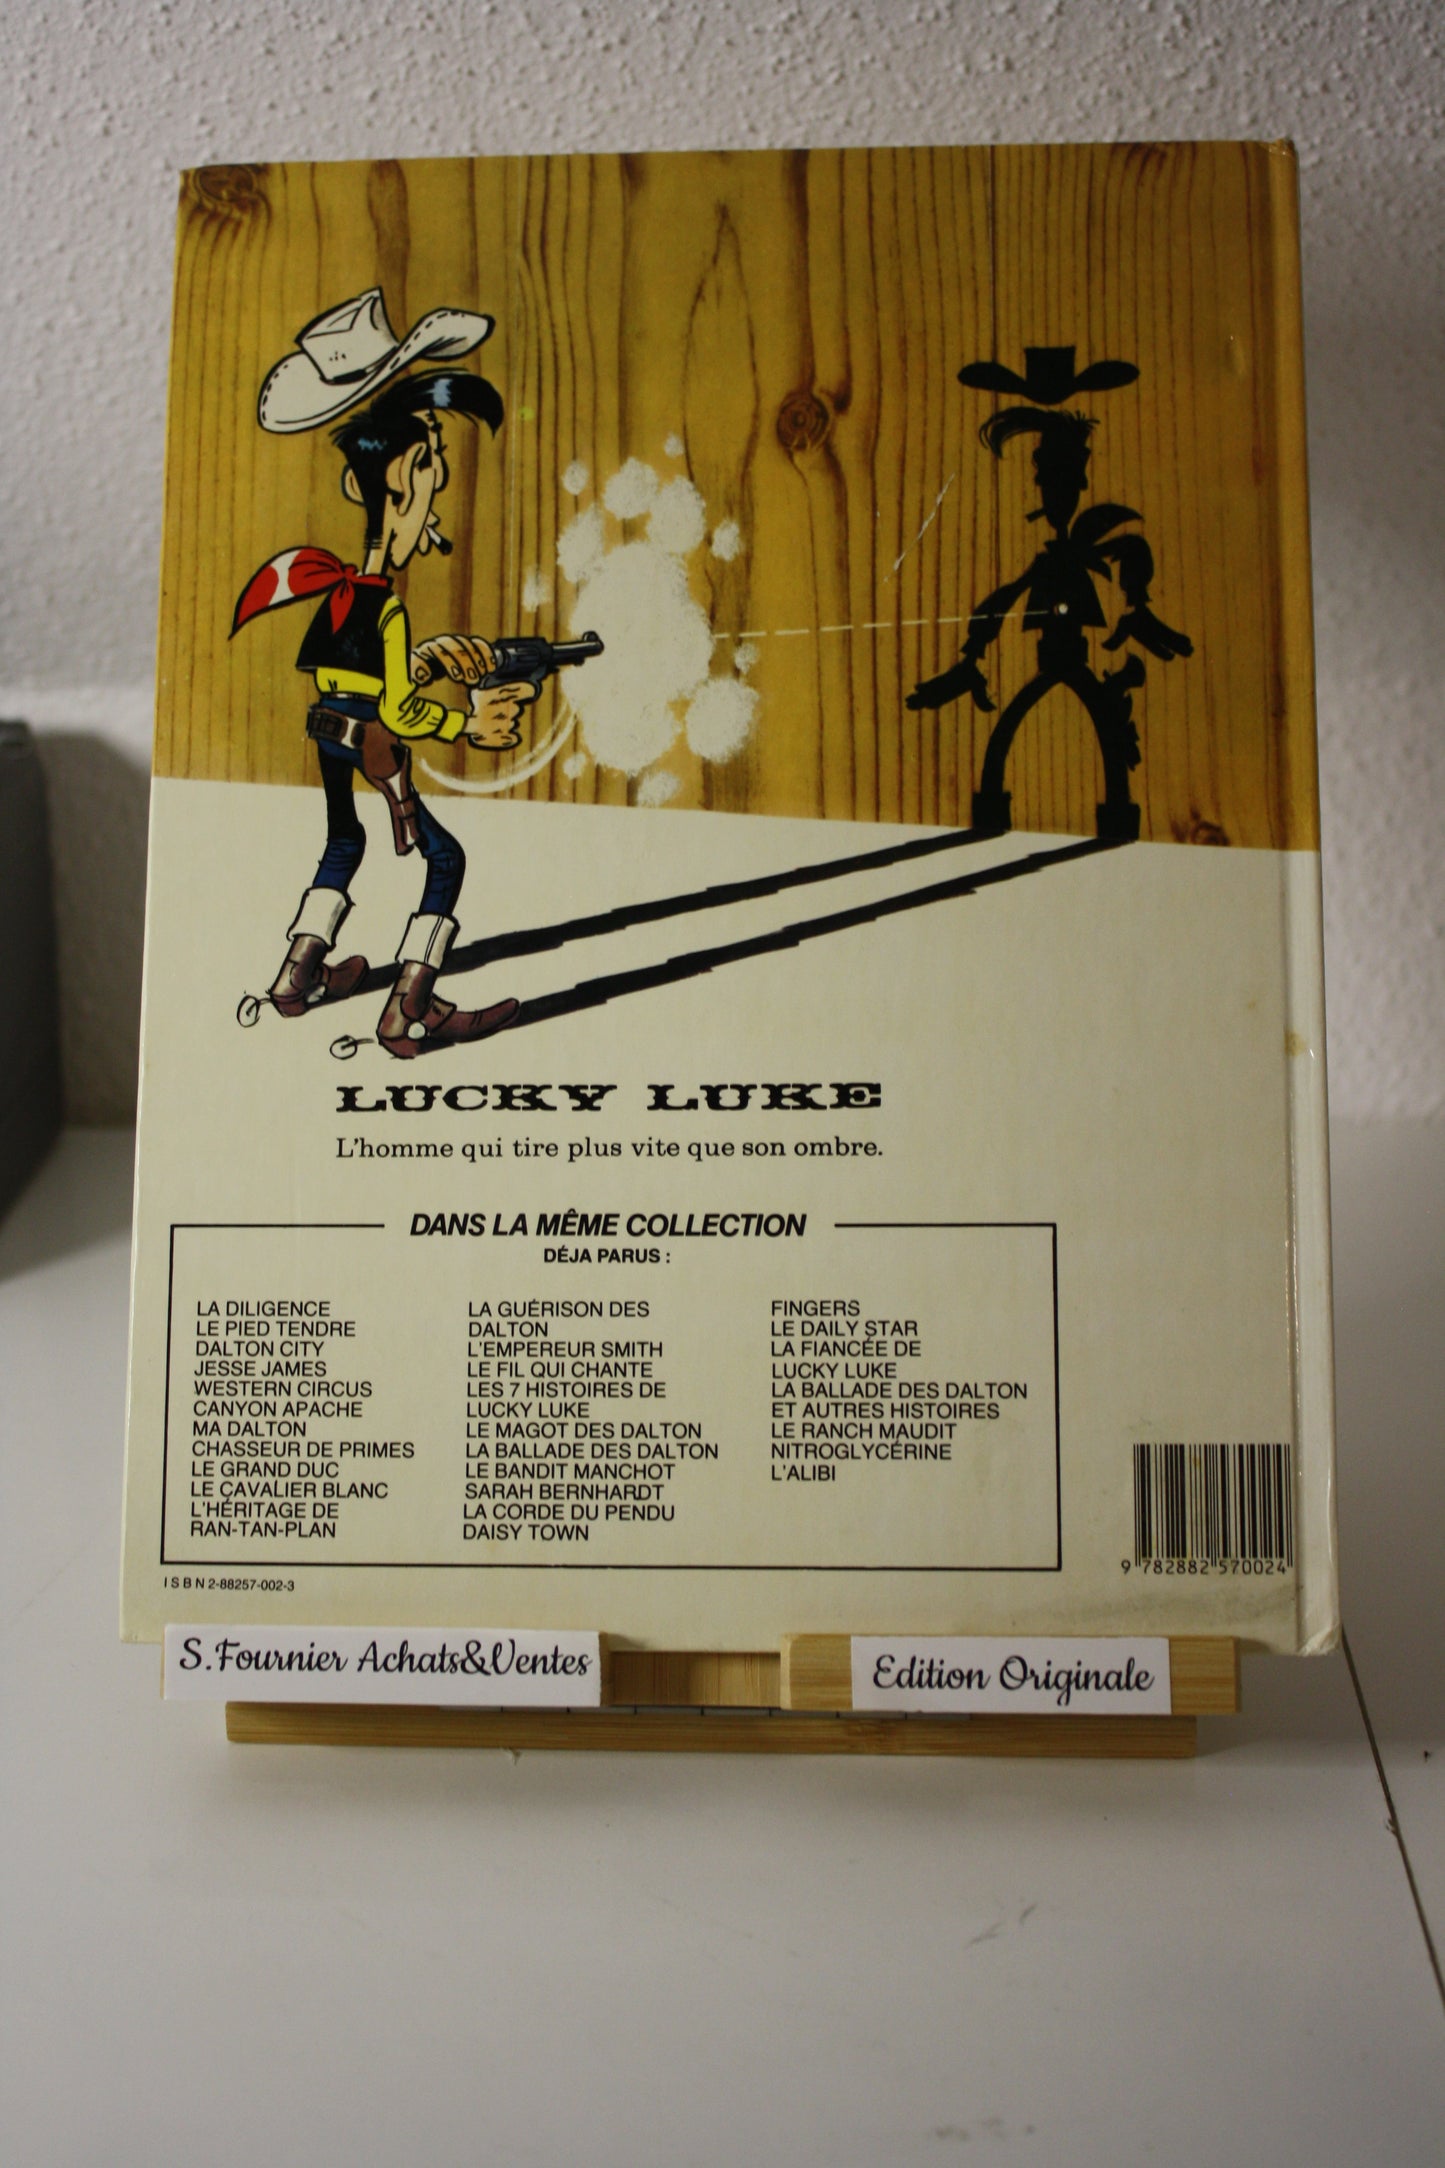 LUCKY LUKE
L'homme qui tire plus vite que son ombre.
DANS LA MÊME COLLECTION
DÉJA PARUS :
LA DILIGENCE
LE PIED TENDRE
DALTON CITY
JESSE JAMES
WESTERN CIRCUS
CANYON APACHE
MA DALTON
CHASSEUR DE PRIMES
LE GRAND DUC
LE CAVALIER BLANC
L'HÉRITAGE DE
RAN-TAN-PLAN
LA GUÉRISON DES
DALTON
L'EMPEREUR SMITH
LE FIL QUI CHANTE
LES 7 HISTOIRES DE
LUCKY LUKE
LE MAGOT DES DALTON
LA BALLADE DES DALTON
LE BANDIT MANCHOT
SARAH BERNHARDT
LA CORDE DU PENDU
DAISY TOWN
FINGERS
LE DAILY STAR
LA FIANCÉE DE
LUCKY LUKE
LA BALLADE DES DALTON
ET AUTRES HISTOIRES
LE RANCH MAUDIT
NITROGLYCÉRINE
L'ALIBI
9 782882 570024
ISBN 2-88257-002-3
S.Fournier Achats&Ventes
Edition Originale